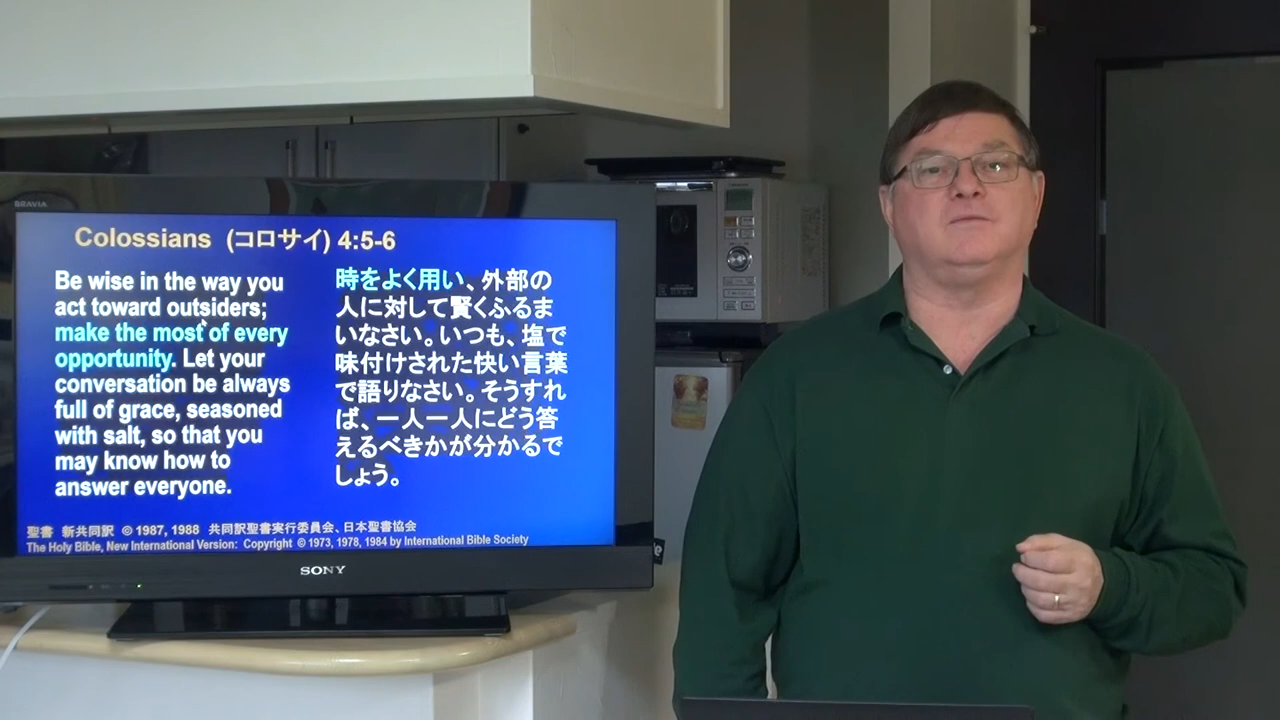 BRAVIA
Colossians (コロサイ) 4:5-6
Be wise in the way you
act toward outsiders;
make the most of every
opportunity. Let your
conversation be always
full of grace, seasoned
with salt, so that you
may know how to
answer everyone.
時をよく用い、外部の
人に対して賢くふるま
いなさい。いつも、塩で
味付けされた快い言葉
で語りなさい。そうすれ
ば、一人一人にどう答
えるべきかが分かるで
しょう。
聖書 新共同訳 © 1987, 1988 共同訳聖書実行委員会、日本聖書協会
The Holy Bible, New International Version: Copyright © 1973, 1978, 1984 by International Bible Society
SONY